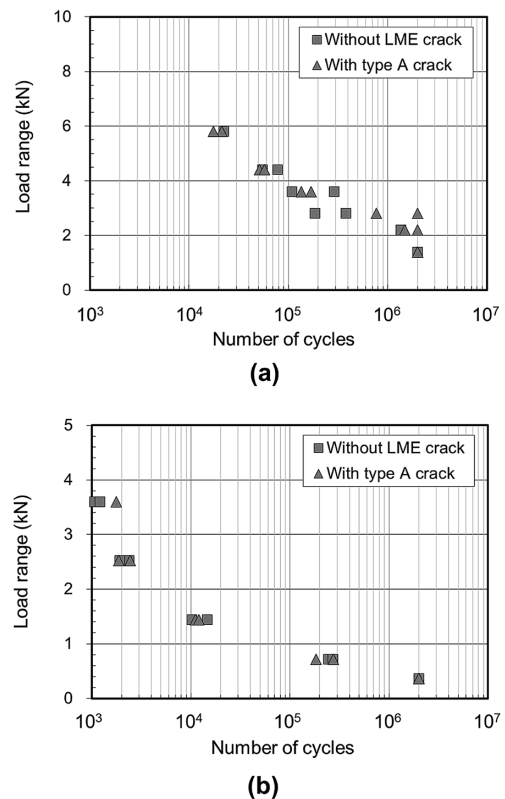 10
8
6
4
2
0
Load range (kN)
Without LME crack
With type A crack
10³ 10⁴ 10⁵ 10⁶ 10⁷
Number of cycles
(a)
5
4
3
2
1
0
Load range (kN)
Without LME crack
With type A crack
10³ 10⁴ 10⁵ 10⁶ 10⁷
Number of cycles
(b)